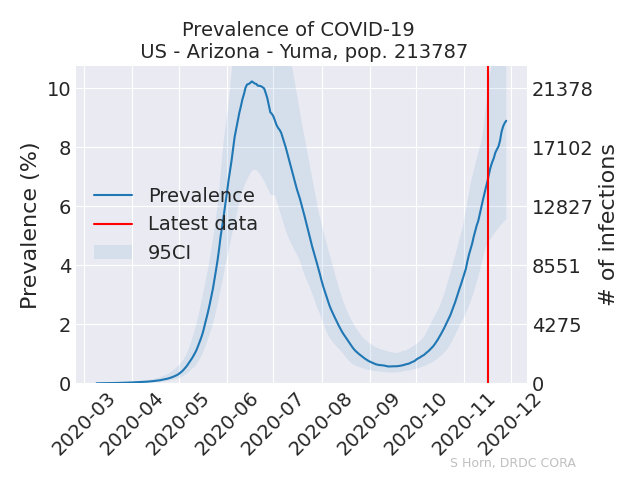 Prevalence of COVID-19
US - Arizona - Yuma, pop. 213787
Prevalence (%)
10
8
6
4
2
0
21378
17102
12827
8551
4275
0
# of infections
Prevalence
Latest data
95CI
2020-03
2020-04
2020-05
2020-06
2020-07
2020-08
2020-09
2020-10
2020-11
2020-12
S Horn, DRDC CORA